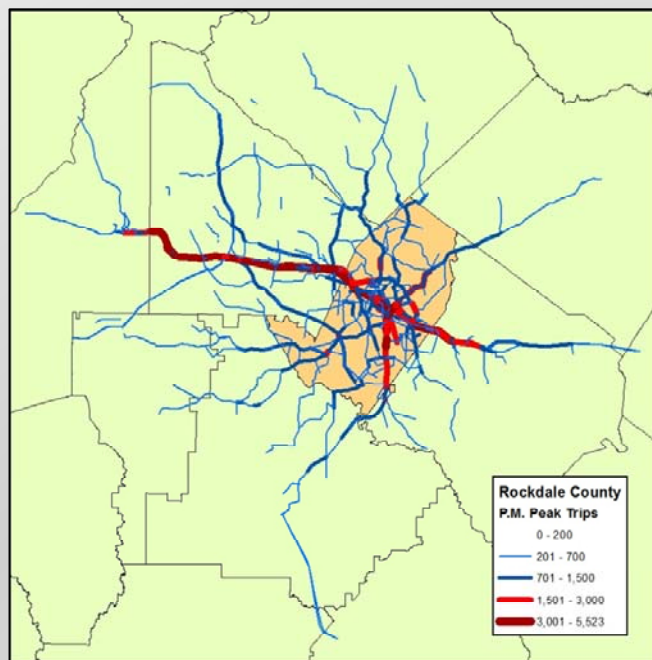 Rockdale County
P.M. Peak Trips
0 - 200
201 - 700
701 - 1,500
1,501 - 3,000
3,001 - 5,523